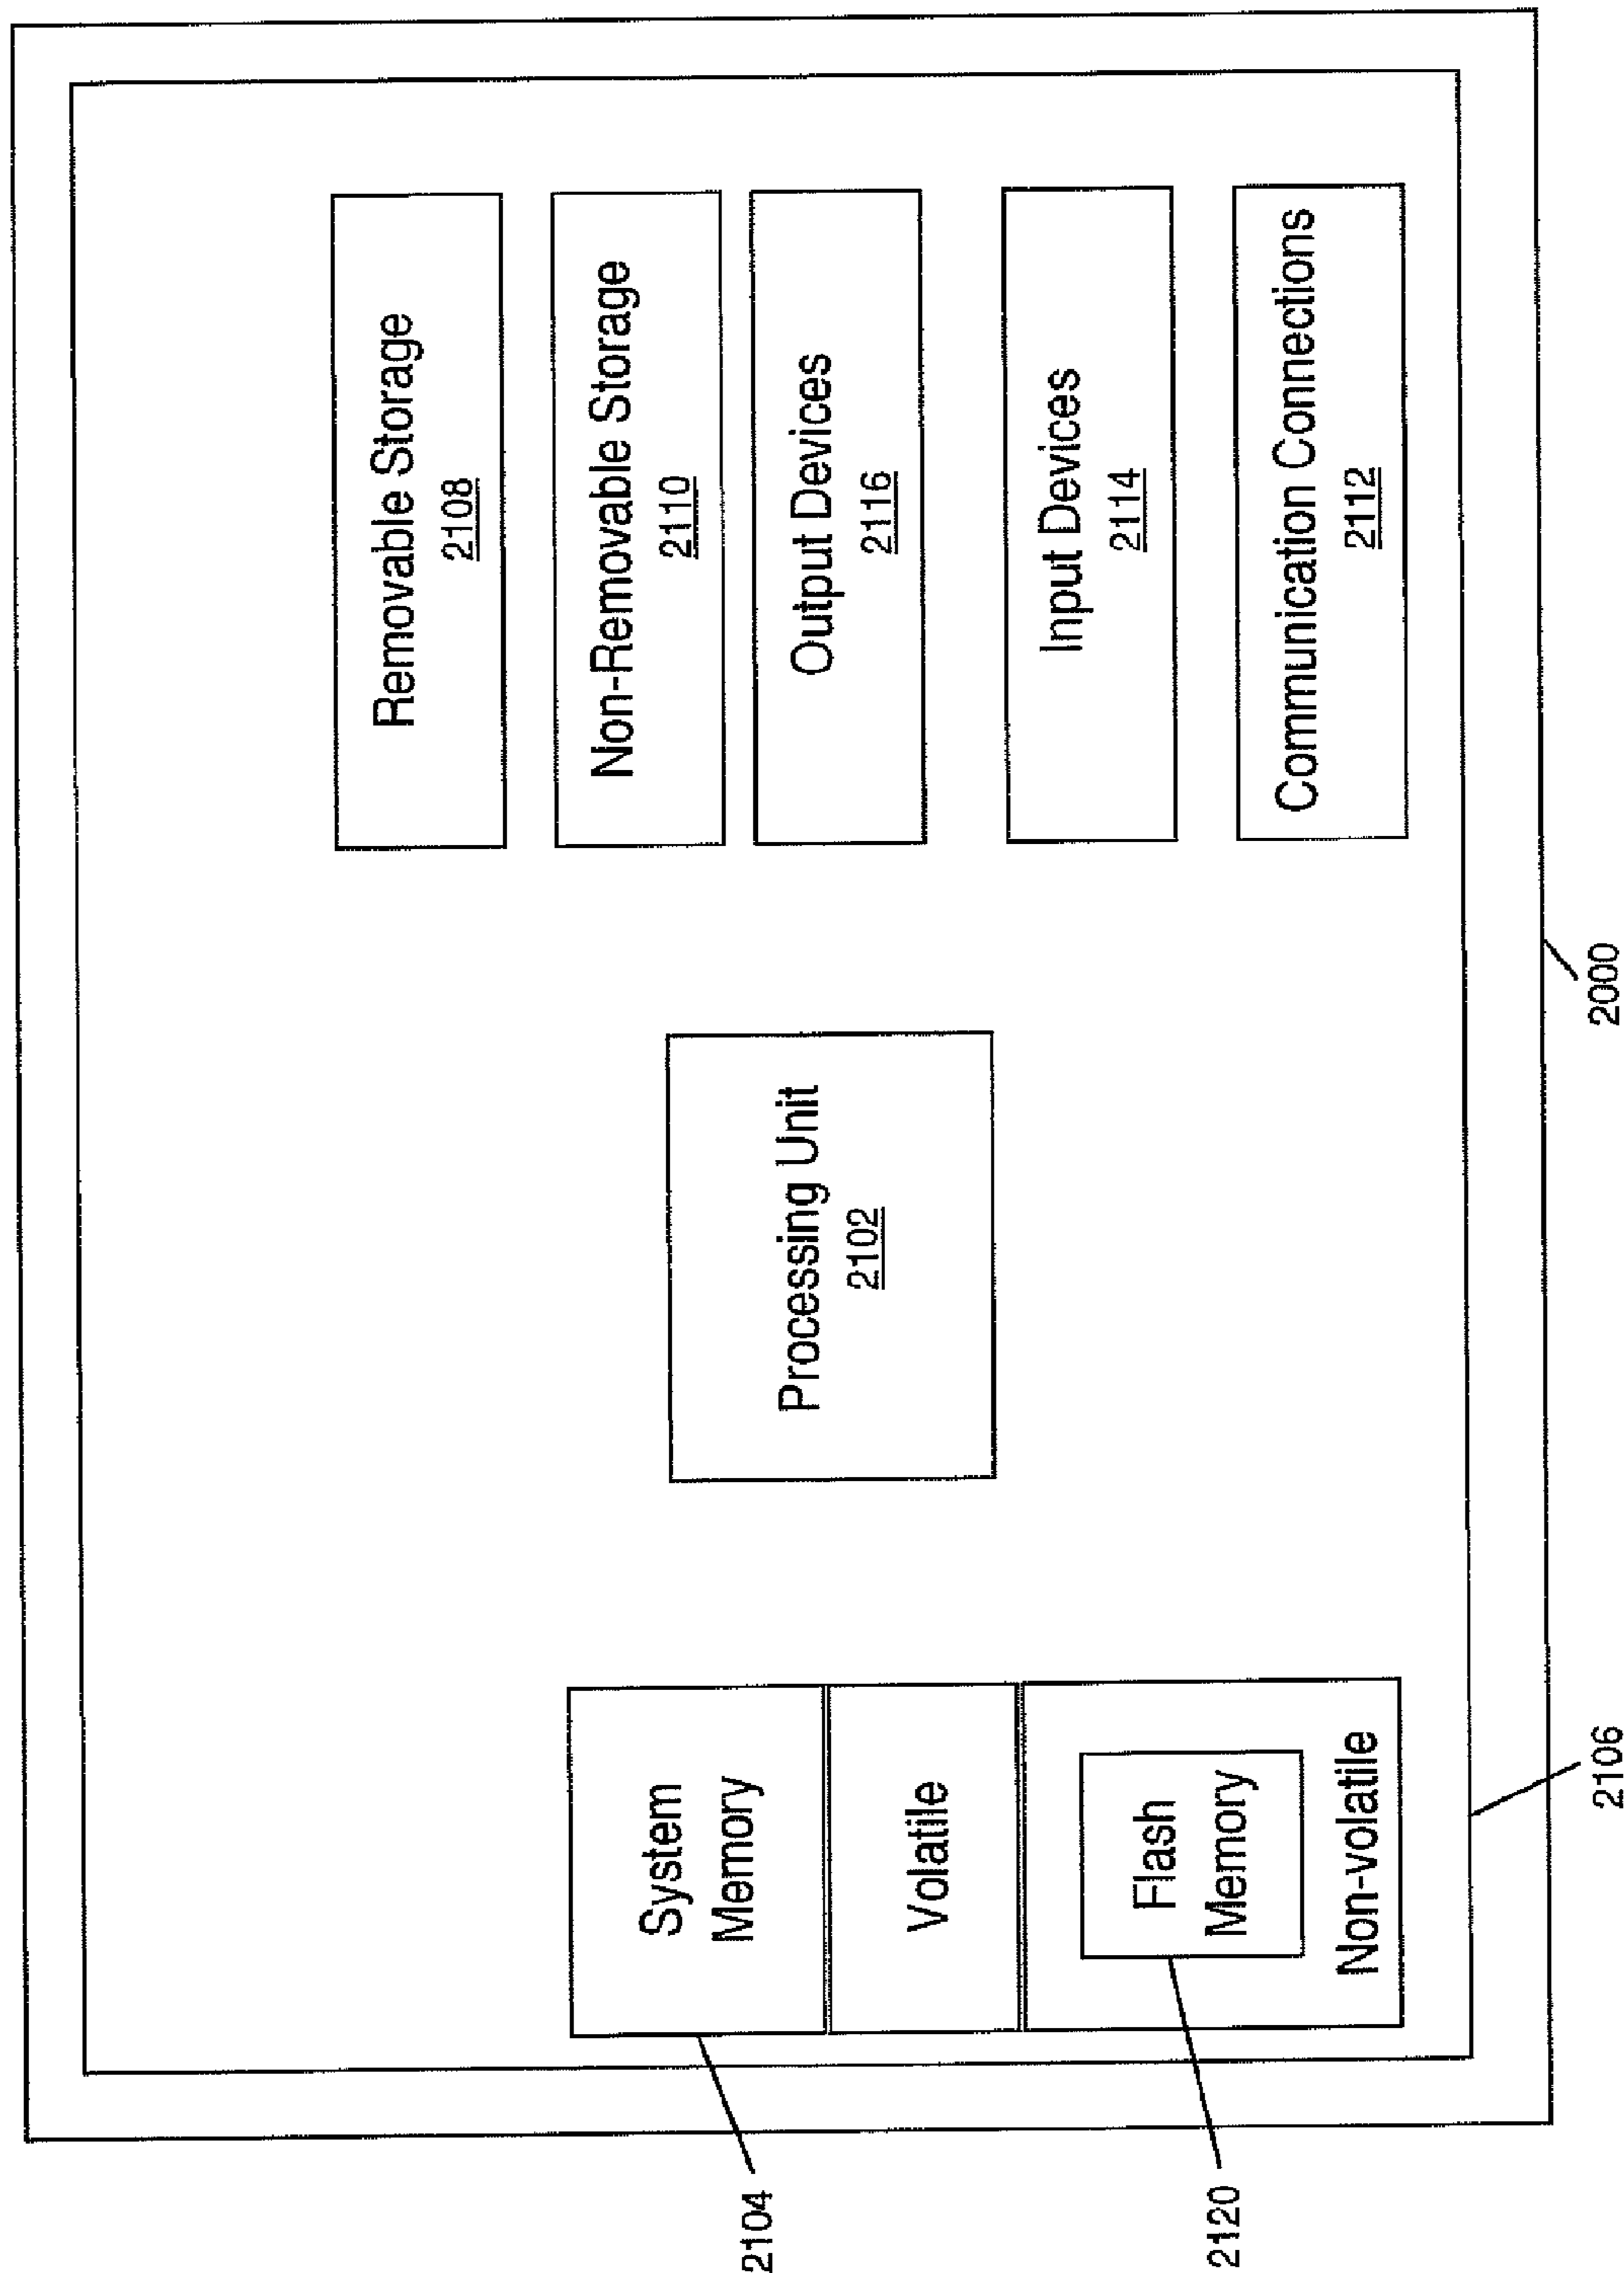 2104
System
Memory
Volatile
2120
Flash
Memory
Non-volatile
2106
Processing Unit
2102
2000
Removable Storage
2108
Non-Removable Storage
2110
Output Devices
2116
Input Devices
2114
Communication Connections
2112